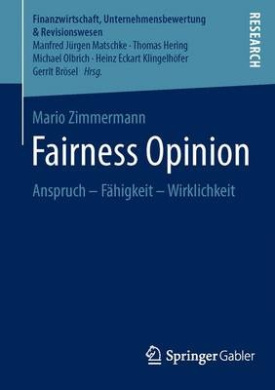 Finanzwirtschaft, Unternehmensbewertung
& Revisionswesen
Manfred Jürgen Matschke · Thomas Hering
Michael Olbrich · Heinz Eckart Klingelhöfer
Gerrit Brösel Hrsg.
RESEARCH
Mario Zimmermann
Fairness Opinion
Anspruch – Fähigkeit – Wirklichkeit
Springer Gabler